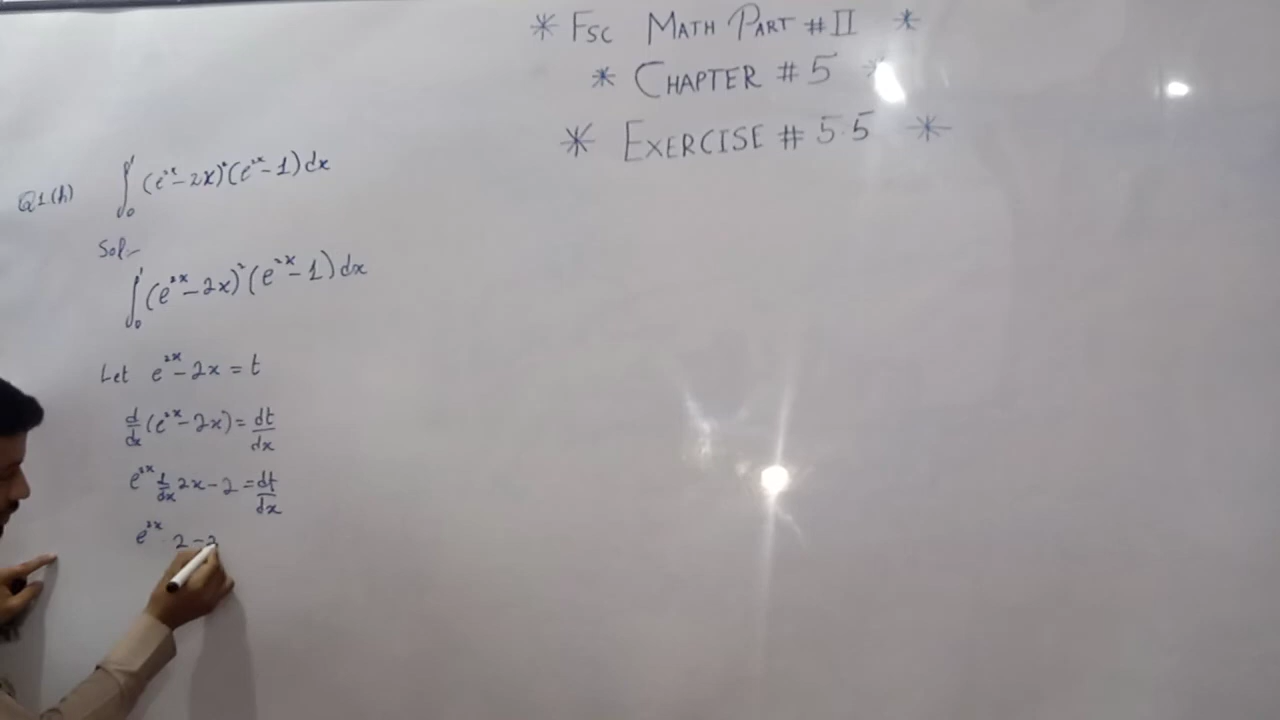 * Fsc Math Part # II *
* Chapter # 5 *
* Exercise # 5.5 *
Q1(h) ∫₀¹ (e²ˣ – 2x)² (e²ˣ – 1) dx
Sol:-
∫₀¹ (e²ˣ – 2x)² (e²ˣ – 1) dx
Let e²ˣ – 2x = t
d/dx (e²ˣ – 2x) = dt/dx
e²ˣ d/dx 2x – 2 = dt/dx
e²ˣ . 2 – 2